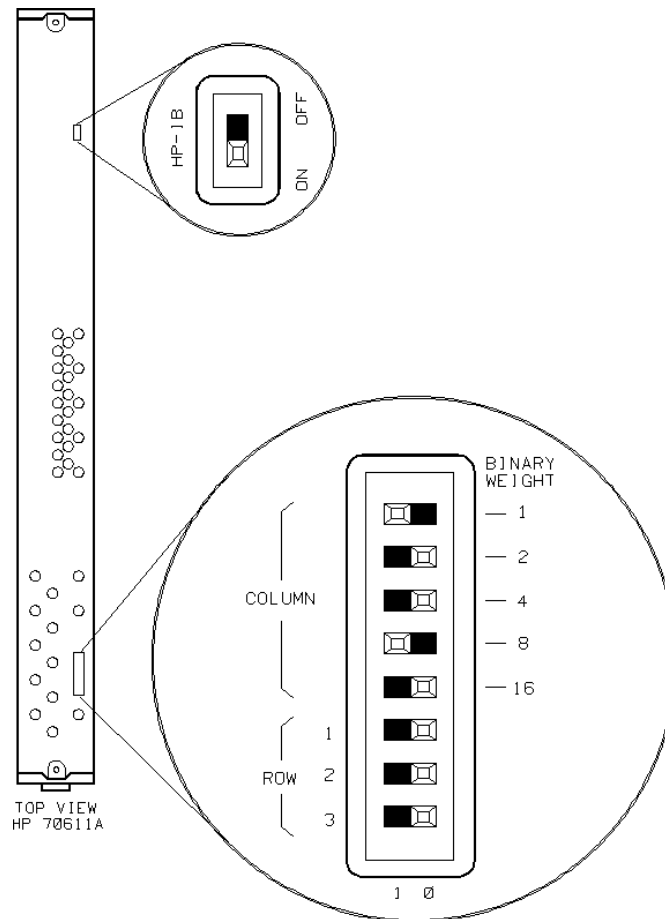 HP-IB
OFF
ON
BINARY
WEIGHT
1
2
4
8
16
COLUMN
ROW
1
2
3
1 0
TOP VIEW
HP 70611A